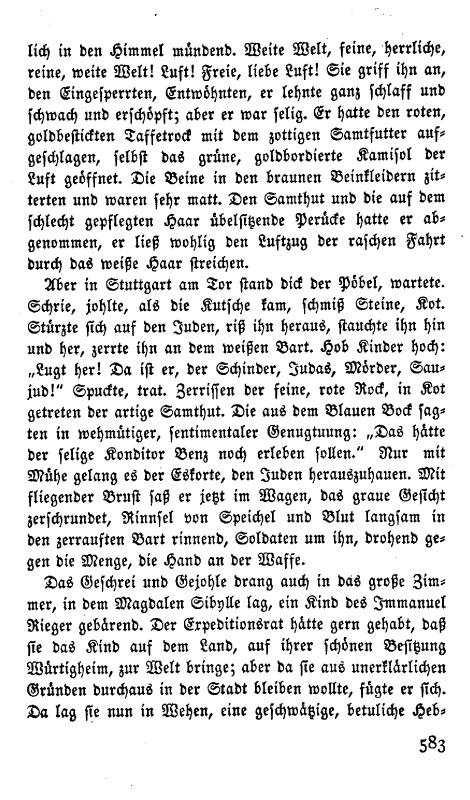 lich in den Himmel mündend. Weite Welt, feine, herrliche,
reine, weite Welt! Luft! Freie, liebe Luft! Sie griff ihn an,
den Eingesperrten, Entwöhnten, er lehnte ganz schlaff und
schwach und erschöpft; aber er war selig. Er hatte den roten,
goldbestickten Taffetrock mit dem zottigen Samtfutter auf-
geschlagen, selbst das grüne, goldbordierte Kamisol der
Luft geöffnet. Die Beine in den braunen Beinkleidern zit-
terten und waren sehr matt. Den Samthut und die auf dem
schlecht gepflegten Haar übelsitzende Perücke hatte er ab-
genommen, er ließ wohlig den Luftzug der raschen Fahrt
durch das weiße Haar streichen.
Aber in Stuttgart am Tor stand dick der Pöbel, wartete.
Schrie, johlte, als die Kutsche kam, schmiß Steine, Kot.
Stürzte sich auf den Juden, riß ihn heraus, stauchte ihn hin
und her, zerrte ihn an dem weißen Bart. Hob Kinder hoch:
„Lugt her! Da ist er, der Schinder, Judas, Mörder, Sau-
jud!“ Spuckte, trat. Zerrissen der feine, rote Rock, in Kot
getreten der artige Samthut. Die aus dem Blauen Bock sag-
ten in wehmütiger, sentimentaler Genugtuung: „Das hätte
der selige Konditor Benz noch erleben sollen.“ Nur mit
Mühe gelang es der Eskorte, den Juden herauszuhauen. Mit
fliegender Brust saß er jetzt im Wagen, das graue Gesicht
zerschrundet, Rinnsel von Speichel und Blut langsam in
den zerrauften Bart rinnend, Soldaten um ihn, drohend ge-
gen die Menge, die Hand an der Waffe.
Das Geschrei und Gejohle drang auch in das große Zim-
mer, in dem Magdalen Sibylle lag, ein Kind des Immanuel
Rieger gebärend. Der Expeditionsrat hätte gern gehabt, daß
sie das Kind auf dem Land, auf ihrer schönen Besitzung
Würtigheim, zur Welt bringe; aber da sie aus unerklärlichen
Gründen durchaus in der Stadt bleiben wollte, fügte er sich.
Da lag sie nun in Wehen, eine geschwätzige, betuliche Heb-
583